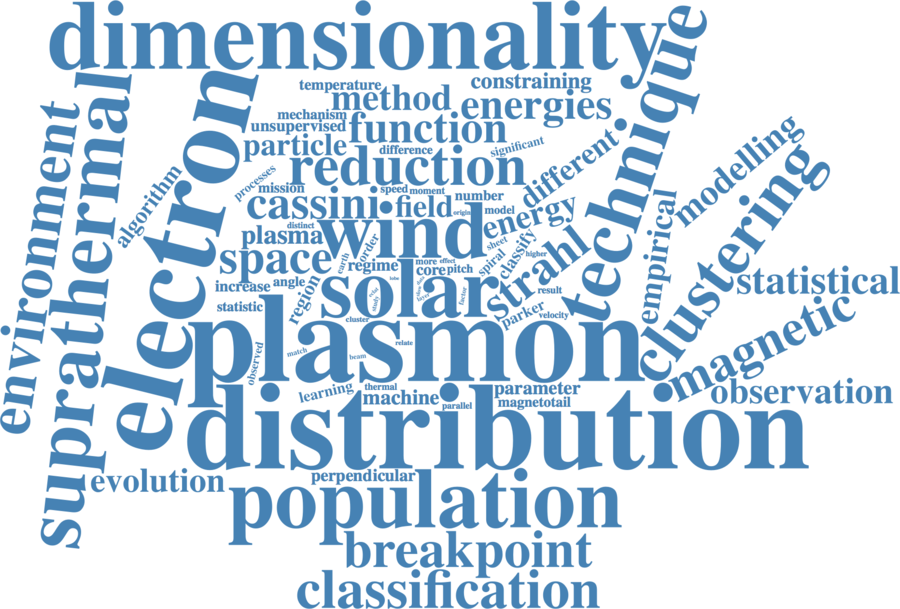 dimensionality
technique
temperature
constraining
method
energies
mechanism
unsupervised
function
particle
difference
significant
reduction
different
environment
suprathermal
electron
algorithm
processes
mission
speed
moment
number
cassini
field
origin
model
energy
modelling
clustering
empirical
distinct
plasma
wind
order
sheet
classify
spiral
higher
space
earth
regime
more
effect
core
pitch
strahl
statistical
increase
angle
region
solar
result
statistic
parker
velocity
magnetic
cluster
plasmon
observed
match
beam
relate
observation
learning
thermal
machine
parallel
parameter
magnetotail
distribution
evolution
perpendicular
population
breakpoint
classification
study
factor